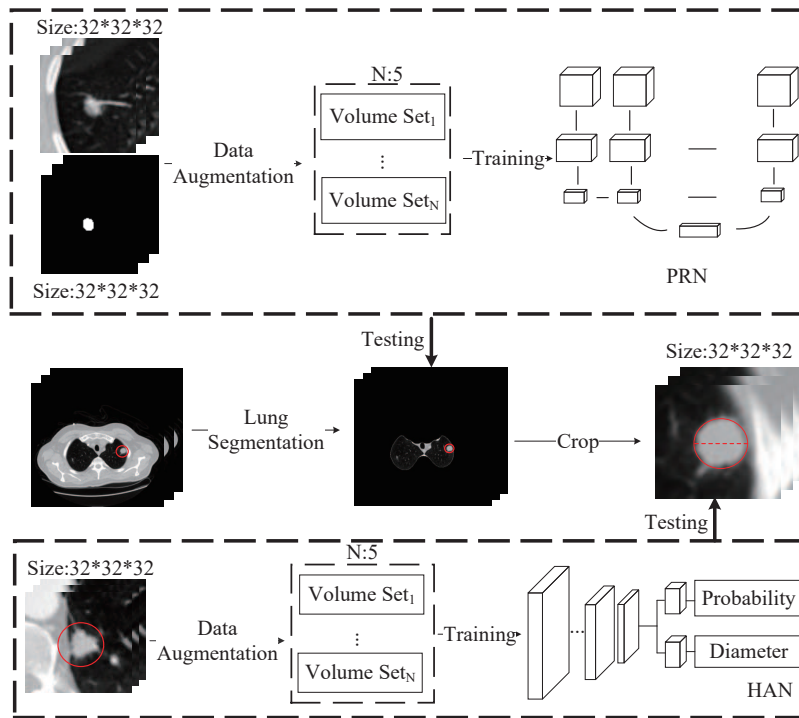 Size:32*32*32
N:5
Volume Set1
Data
Augmentation
⋮
Training
Volume SetN
Size:32*32*32
PRN
Testing
Size:32*32*32
Lung
Segmentation
Crop
Testing
Size:32*32*32
N:5
Volume Set1
Data
Augmentation
⋮
Training
Volume SetN
...
Probability
Diameter
HAN